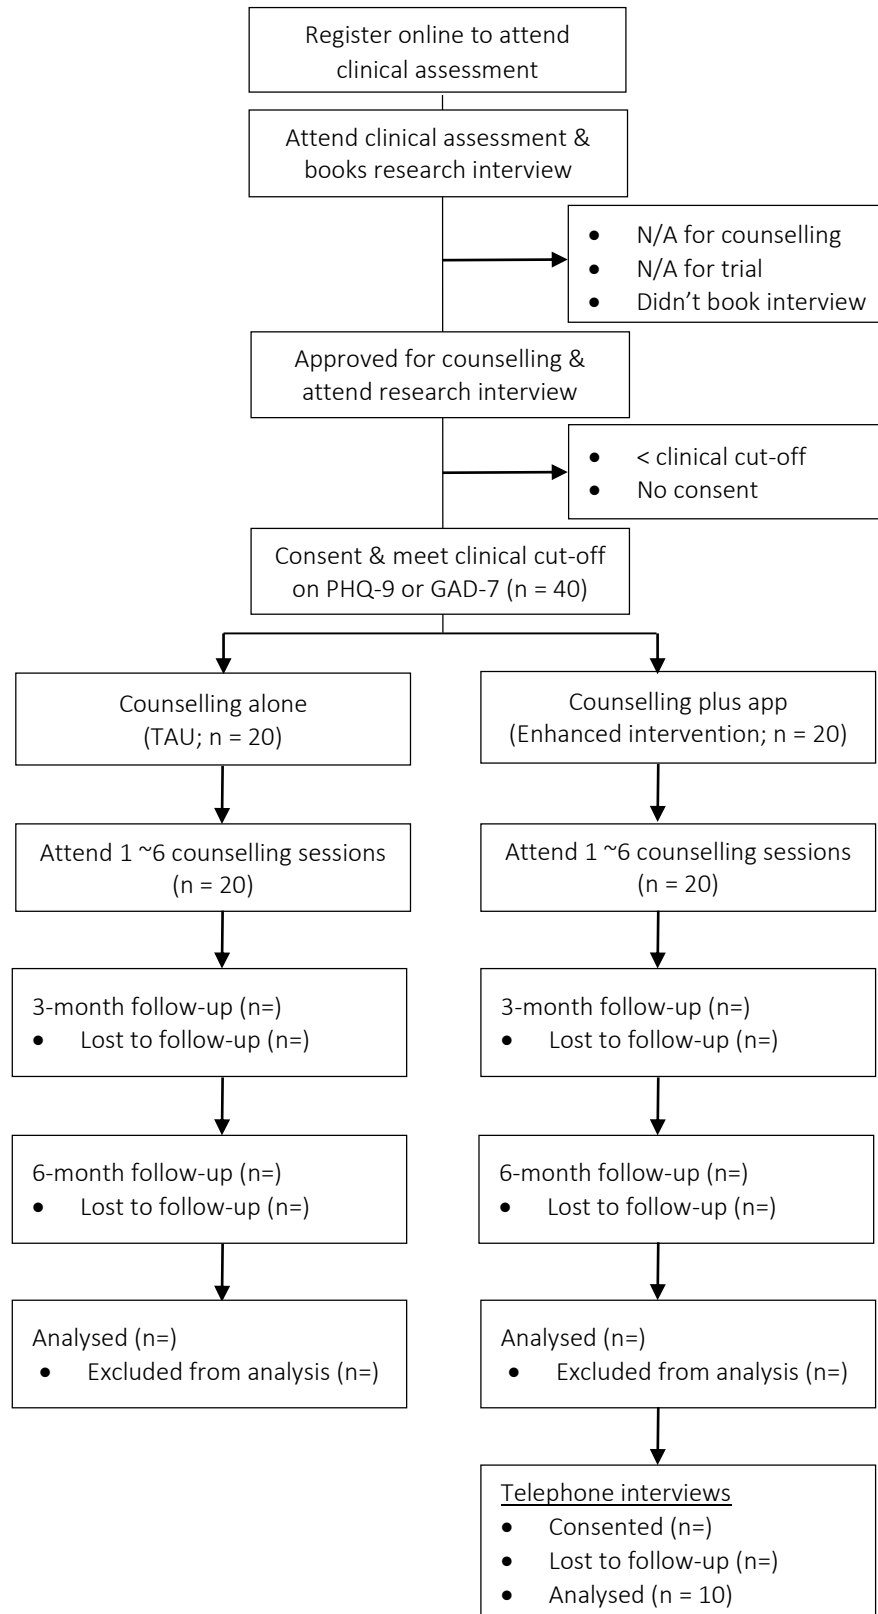 Register online to attend
clinical assessment
Attend clinical assessment &
books research interview
• N/A for counselling
• N/A for trial
• Didn’t book interview
Approved for counselling &
attend research interview
• < clinical cut-off
• No consent
Consent & meet clinical cut-off
on PHQ-9 or GAD-7 (n = 40)
Counselling alone
(TAU; n = 20)
Counselling plus app
(Enhanced intervention; n = 20)
Attend 1 ~6 counselling sessions
(n = 20)
Attend 1 ~6 counselling sessions
(n = 20)
3-month follow-up (n=)
• Lost to follow-up (n=)
3-month follow-up (n=)
• Lost to follow-up (n=)
6-month follow-up (n=)
• Lost to follow-up (n=)
6-month follow-up (n=)
• Lost to follow-up (n=)
Analysed (n=)
• Excluded from analysis (n=)
Analysed (n=)
• Excluded from analysis (n=)
Telephone interviews
• Consented (n=)
• Lost to follow-up (n=)
• Analysed (n = 10)